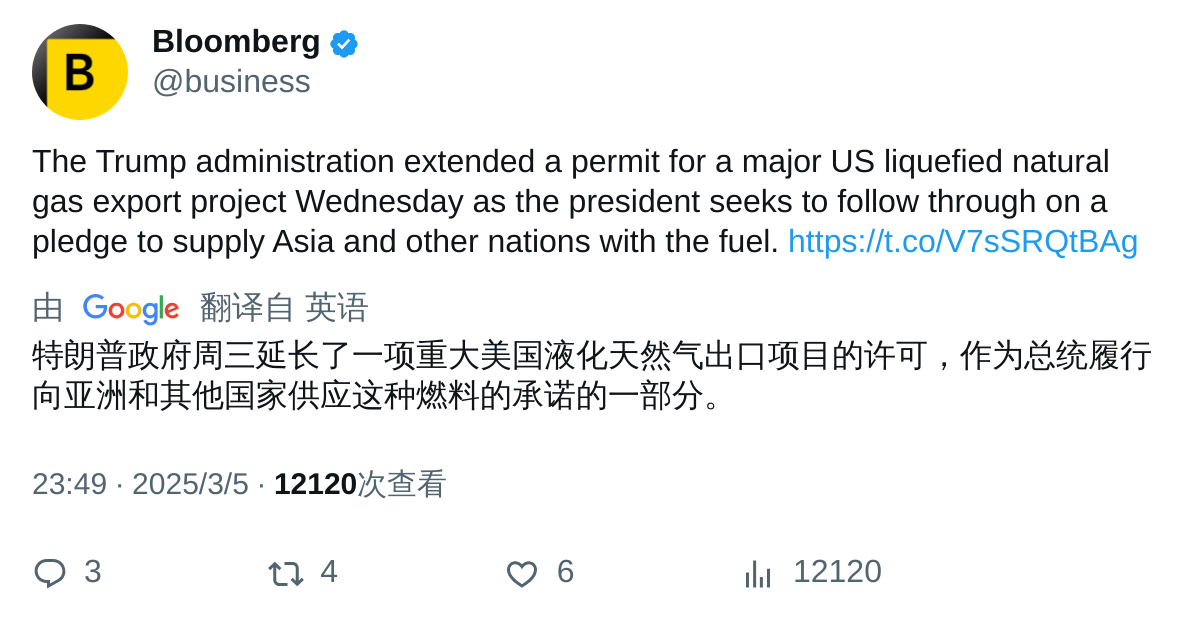 B
Bloomberg
@business
The Trump administration extended a permit for a major US liquefied natural
gas export project Wednesday as the president seeks to follow through on a
pledge to supply Asia and other nations with the fuel. https://t.co/V7sSRQtBAg
由 Google 翻译自 英语
特朗普政府周三延长了一项重大美国液化天然气出口项目的许可，作为总统履行
向亚洲和其他国家供应这种燃料的承诺的一部分。
23:49 · 2025/3/5 · 12120次查看
3 4 6 12120